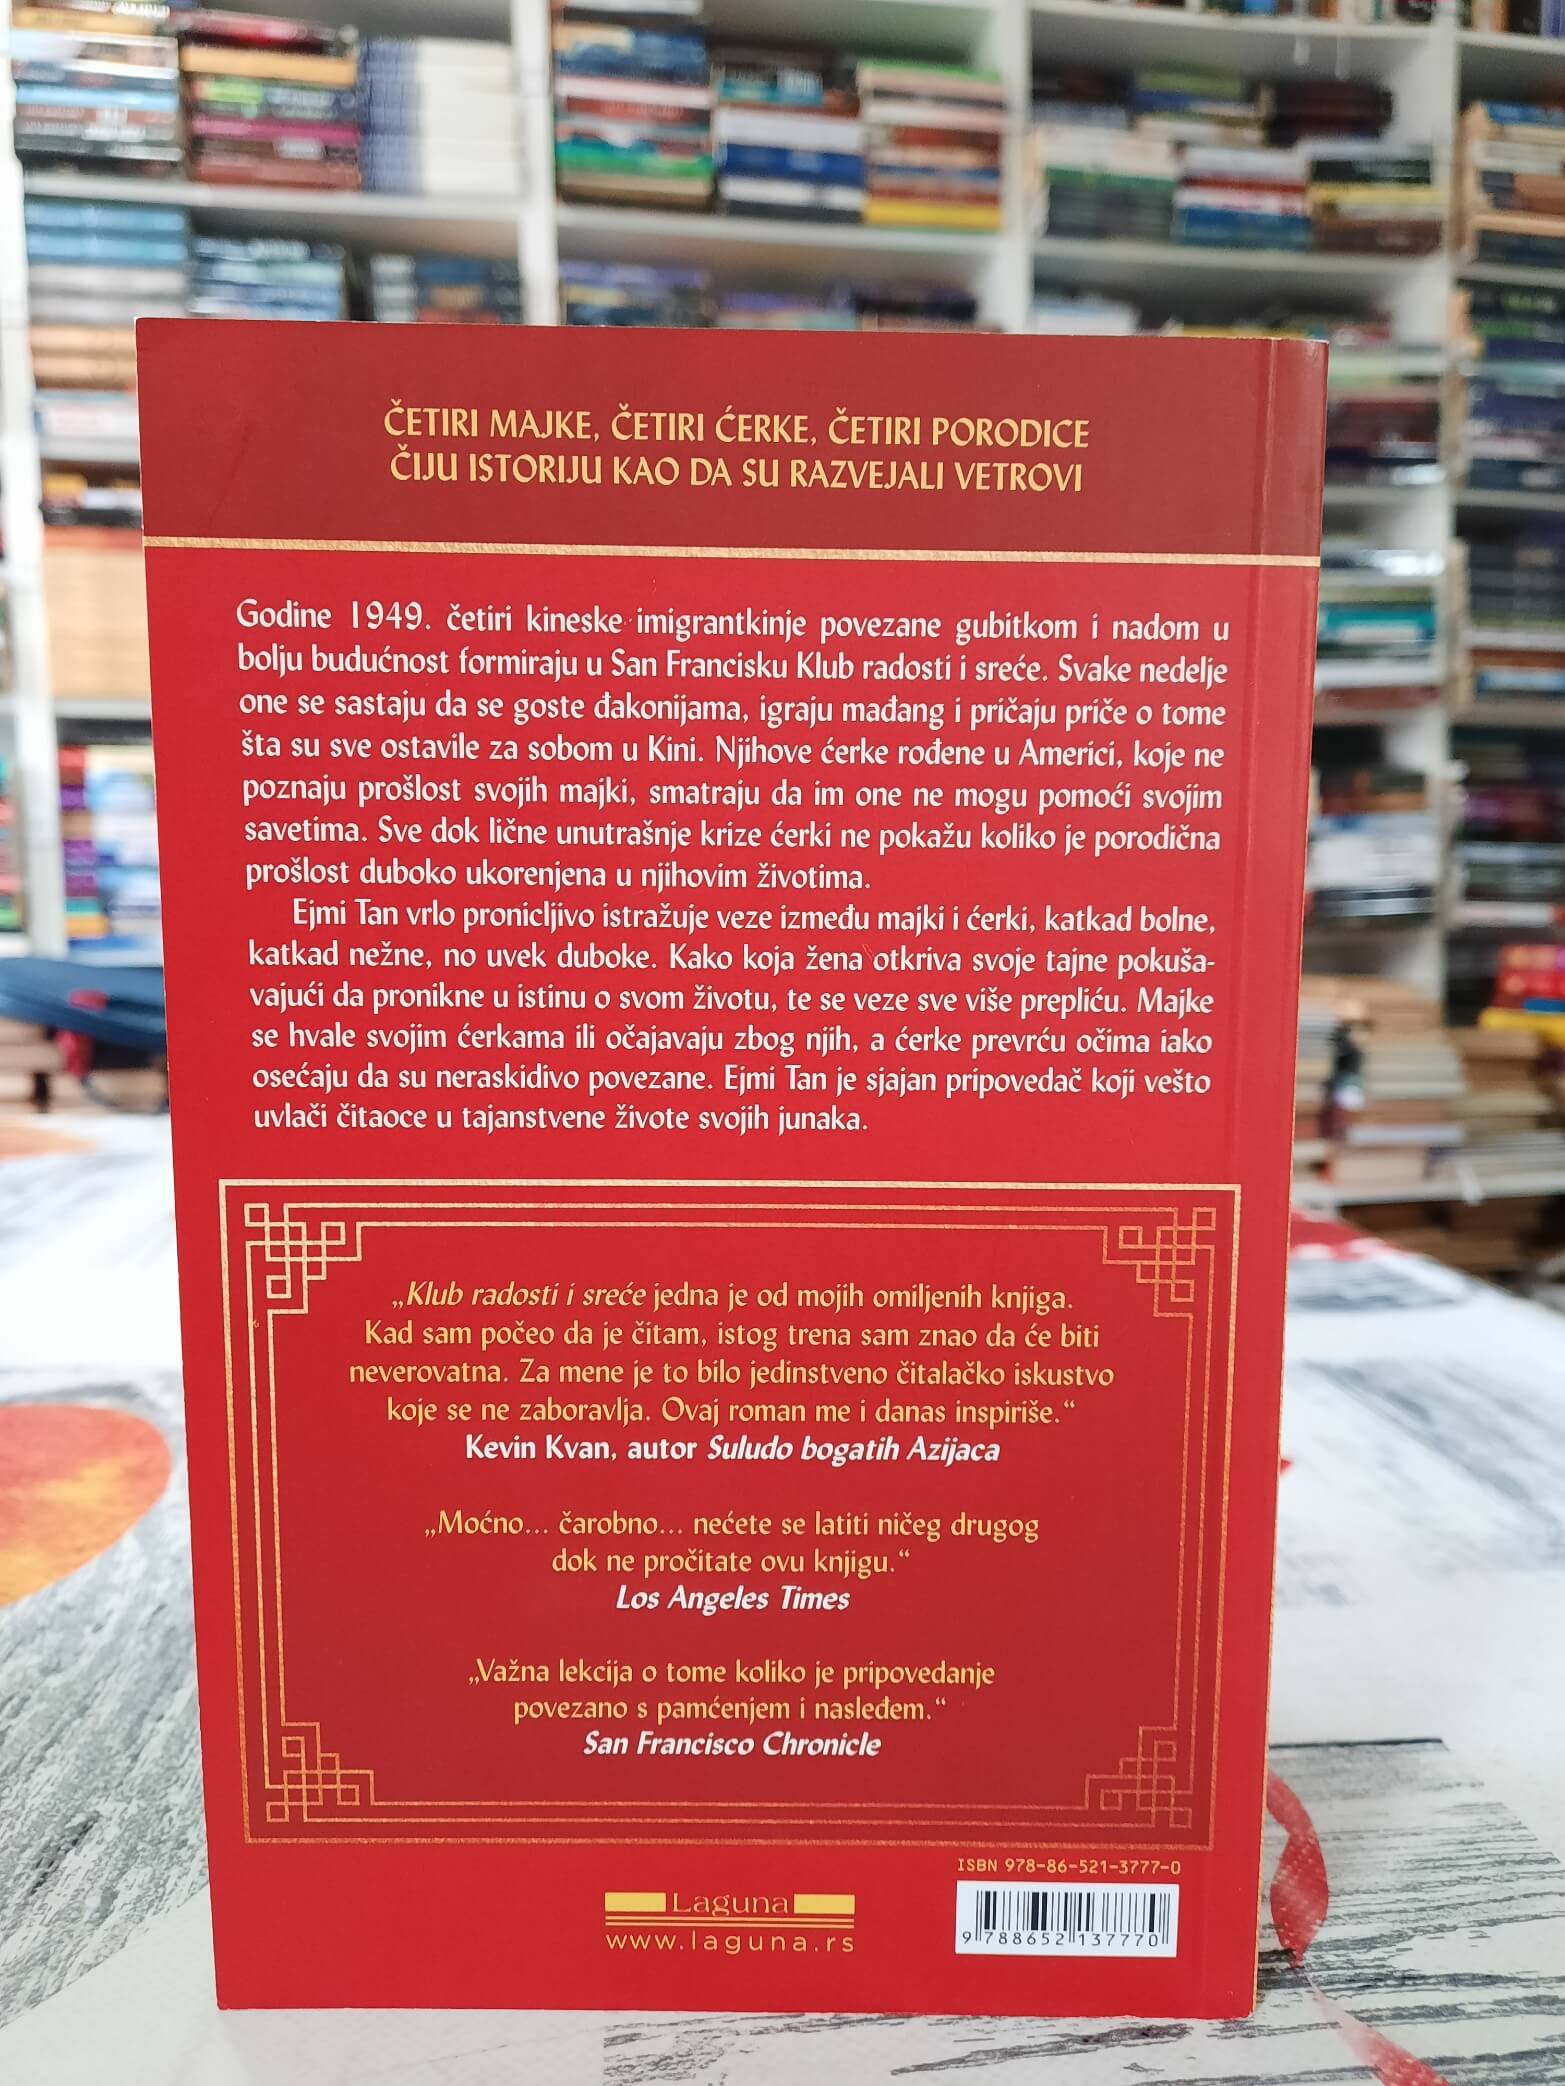 ČETIRI MAJKE, ČETIRI ĆERKE, ČETIRI PORODICE
ČIJU ISTORIJU KAO DA SU RAZVEJALI VETROVI
Godine 1949. četiri kineske imigrantkinje povezane gubitkom i nadom u
bolju budućnost formiraju u San Francisku Klub radosti i sreće. Svake nedelje
one se sastaju da se goste đakonijama, igraju mađang i pričaju priče o tome
šta su sve ostavile za sobom u Kini. Njihove ćerke rođene u Americi, koje ne
poznaju prošlost svojih majki, smatraju da im one ne mogu pomoći svojim
savetima. Sve dok lične unutrašnje krize ćerki ne pokažu koliko je porodična
prošlost duboko ukorenjena u njihovim životima.
Ejmi Tan vrlo pronicljivo istražuje veze između majki i ćerki, katkad bolne,
katkad nežne, no uvek duboke. Kako koja žena otkriva svoje tajne pokuša-
vajući da pronikne u istinu o svom životu, te se veze sve više prepliću. Majke
se hvale svojim ćerkama ili očajavaju zbog njih, a ćerke prevrću očima iako
osećaju da su neraskidivo povezane. Ejmi Tan je sjajan pripovedač koji vešto
uvlači čitaoce u tajanstvene živote svojih junaka.
„Klub radosti i sreće jedna je od mojih omiljenih knjiga.
Kad sam počeo da je čitam, istog trena sam znao da će biti
neverovatna. Za mene je to bilo jedinstveno čitalačko iskustvo
koje se ne zaboravlja. Ovaj roman me i danas inspiriše.“
Kevin Kvan, autor Suludo bogatih Azijaca
„Moćno... čarobno... nećete se latiti ničeg drugog
dok ne pročitate ovu knjigu.“
Los Angeles Times
„Važna lekcija o tome koliko je pripovedanje
povezano s pamćenjem i nasleđem.“
San Francisco Chronicle
ISBN 978-86-521-3777-0
Laguna
www.laguna.rs
9 788652 137770